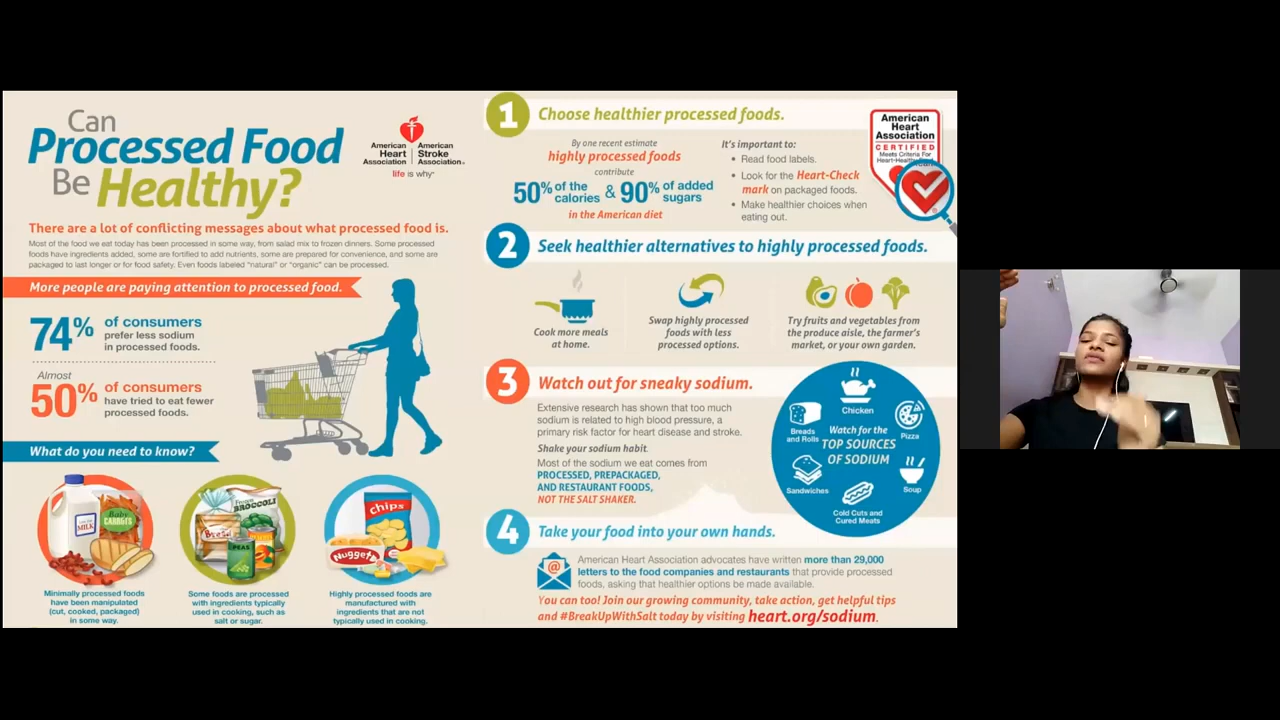 Can
Processed Food
Be Healthy?
American Heart Association
American Stroke Association®
life is why™
There are a lot of conflicting messages about what processed food is.
Most of the food we eat today has been processed in some way, from salad mix to frozen dinners. Some processed
foods have ingredients added, some are fortified to add nutrients, some are prepared for convenience, and some are
packaged to last longer or for food safety. Even foods labeled "natural" or "organic" can be processed.
More people are paying attention to processed food.
74% of consumers
prefer less sodium
in processed foods.
Almost
50% of consumers
have tried to eat fewer
processed foods.
What do you need to know?
MILK
Baby
CARROTS
Minimally processed foods
have been manipulated
(cut, cooked, packaged)
in some way.
Frozen
BROCCOLI
Bread
PEAS
Some foods are processed
with ingredients typically
used in cooking, such as
salt or sugar.
chips
Nuggets
Highly processed foods are
manufactured with
ingredients that are not
typically used in cooking.
1 Choose healthier processed foods.
By one recent estimate
highly processed foods
contribute
50% of the calories & 90% of added sugars
in the American diet
It's important to:
• Read food labels.
• Look for the Heart-Check
mark on packaged foods.
• Make healthier choices when
eating out.
American
Heart
Association
CERTIFIED
Meets Criteria For
2 Seek healthier alternatives to highly processed foods.
Cook more meals
at home.
Swap highly processed
foods with less
processed options.
Try fruits and vegetables from
the produce aisle, the farmer's
market, or your own garden.
3 Watch out for sneaky sodium.
Extensive research has shown that too much
sodium is related to high blood pressure, a
primary risk factor for heart disease and stroke.
Shake your sodium habit.
Most of the sodium we eat comes from
PROCESSED, PREPACKAGED,
AND RESTAURANT FOODS,
NOT THE SALT SHAKER.
Watch for the
TOP SOURCES
OF SODIUM
Chicken
Pizza
Soup
Cold Cuts and
Cured Meats
Sandwiches
Breads
and Rolls
4 Take your food into your own hands.
@
American Heart Association advocates have written more than 29,000
letters to the food companies and restaurants that provide processed
foods, asking that healthier options be made available.
You can too! Join our growing community, take action, get helpful tips
and #BreakUpWithSalt today by visiting heart.org/sodium.